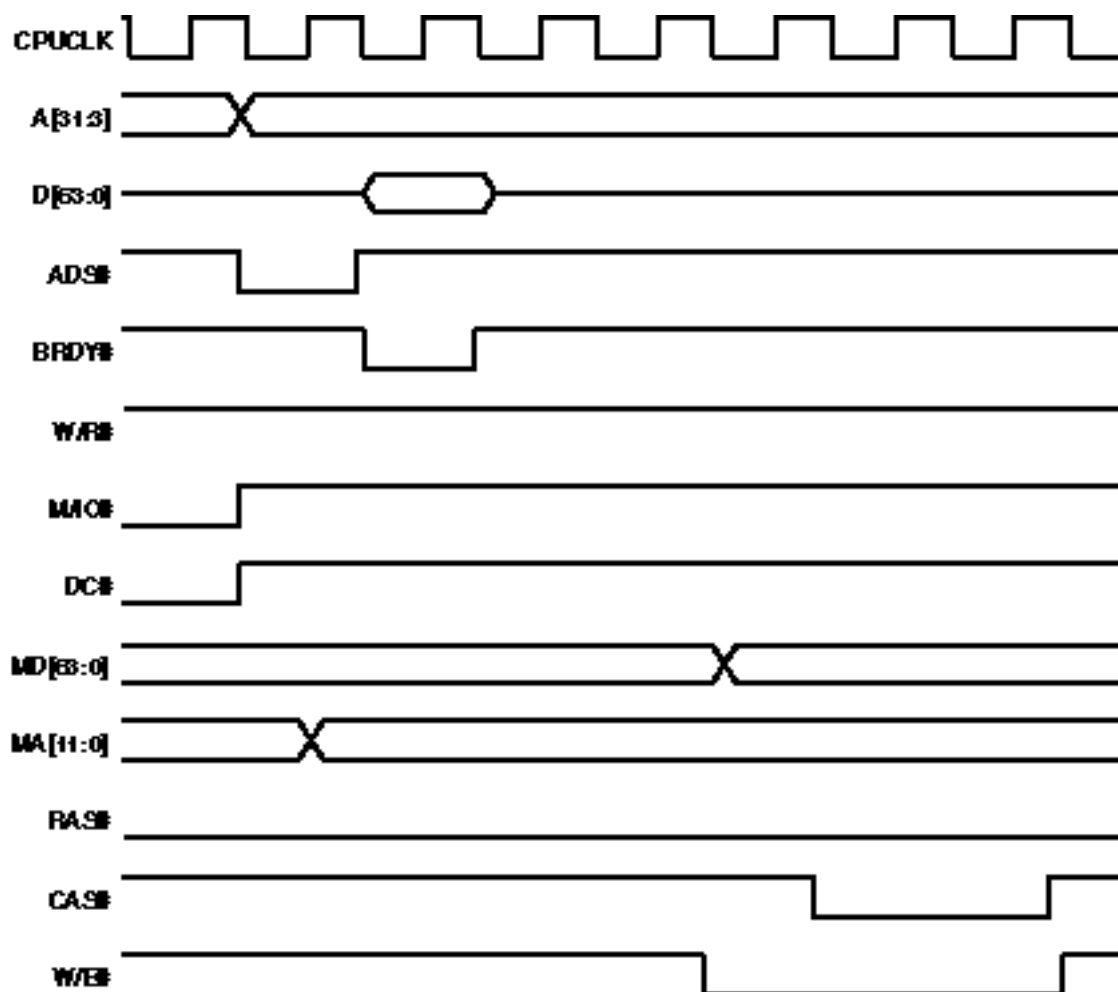 CPUCLK
A[31:3]
D[63:0]
ADS#
BRDY#
W/R#
M/IO#
DC#
MD[63:0]
MA[11:0]
RAS#
CAS#
W/E#